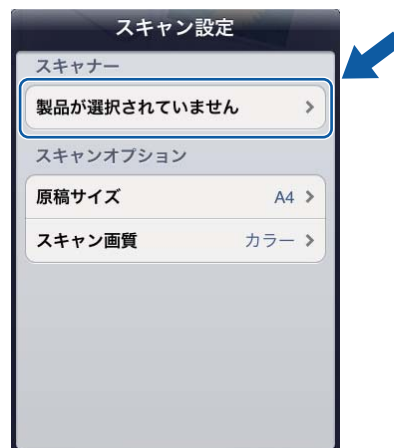 スキャン設定
スキャナー
製品が選択されていません
スキャンオプション
原稿サイズ A4
スキャン画質 カラー